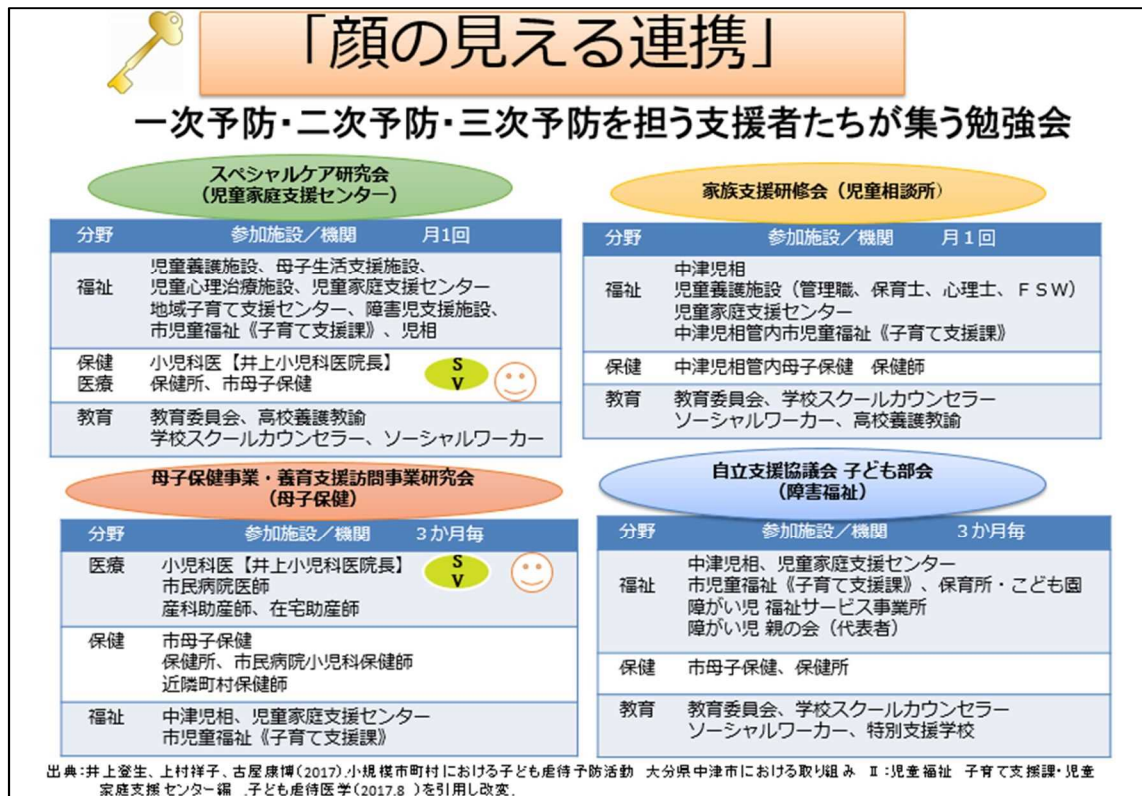 「顔の見える連携」
一次予防・二次予防・三次予防を担う支援者たちが集う勉強会
スペシャルケア研究会
(児童家庭支援センター)
分野 参加施設／機関 月1回
福祉 児童養護施設、母子生活支援施設、
児童心理治療施設、児童家庭支援センター
地域子育て支援センター、障害児支援施設、
市児童福祉《子育て支援課》、児相
保健 小児科医【井上小児科医院長】
医療 保健所、市母子保健
S
V
教育 教育委員会、高校養護教諭
学校スクールカウンセラー、ソーシャルワーカー
家族支援研修会（児童相談所）
分野 参加施設／機関 月１回
福祉 中津児相
児童養護施設（管理職、保育士、心理士、ＦＳＷ）
児童家庭支援センター
中津児相管内市児童福祉《子育て支援課》
保健 中津児相管内母子保健 保健師
教育 教育委員会、学校スクールカウンセラー
ソーシャルワーカー、高校養護教諭
母子保健事業・養育支援訪問事業研究会
(母子保健)
分野 参加施設／機関 ３か月毎
医療 小児科医【井上小児科医院長】
市民病院医師
産科助産師、在宅助産師
S
V
保健 市母子保健
保健所、市民病院小児科保健師
近隣町村保健師
福祉 中津児相、児童家庭支援センター
市児童福祉《子育て支援課》
自立支援協議会 子ども部会
(障害福祉)
分野 参加施設／機関 ３か月毎
福祉 中津児相、児童家庭支援センター
市児童福祉《子育て支援課》、保育所・こども園
障がい児 福祉サービス事業所
障がい児 親の会（代表者）
保健 市母子保健、保健所
教育 教育委員会、学校スクールカウンセラー
ソーシャルワーカー、特別支援学校
出典:井上登生、上村祥子、古屋康博(2017).小規模市町村における子ども虐待予防活動 大分県中津市における取り組み Ⅱ:児童福祉 子育て支援課・児童
家庭支援センター編 .子ども虐待医学(2017.8 )を引用し改変.